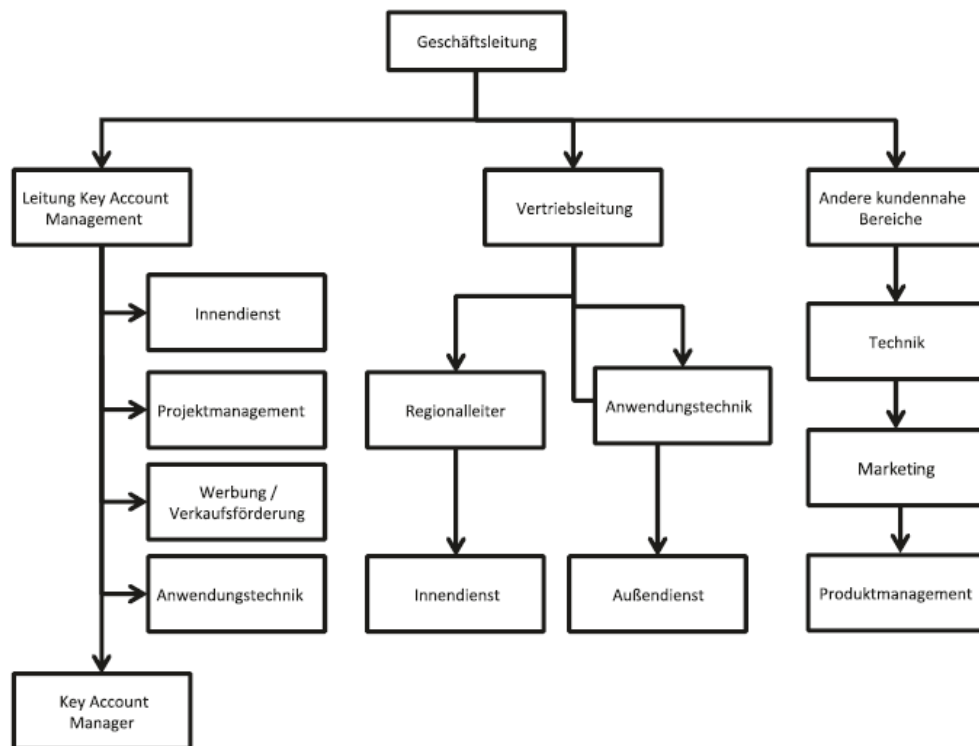 Geschäftsleitung
Leitung Key Account
Management
Vertriebsleitung
Andere kundennahe
Bereiche
Innendienst
Projektmanagement
Werbung /
Verkaufsförderung
Anwendungstechnik
Key Account
Manager
Regionalleiter
Anwendungstechnik
Innendienst
Außendienst
Technik
Marketing
Produktmanagement